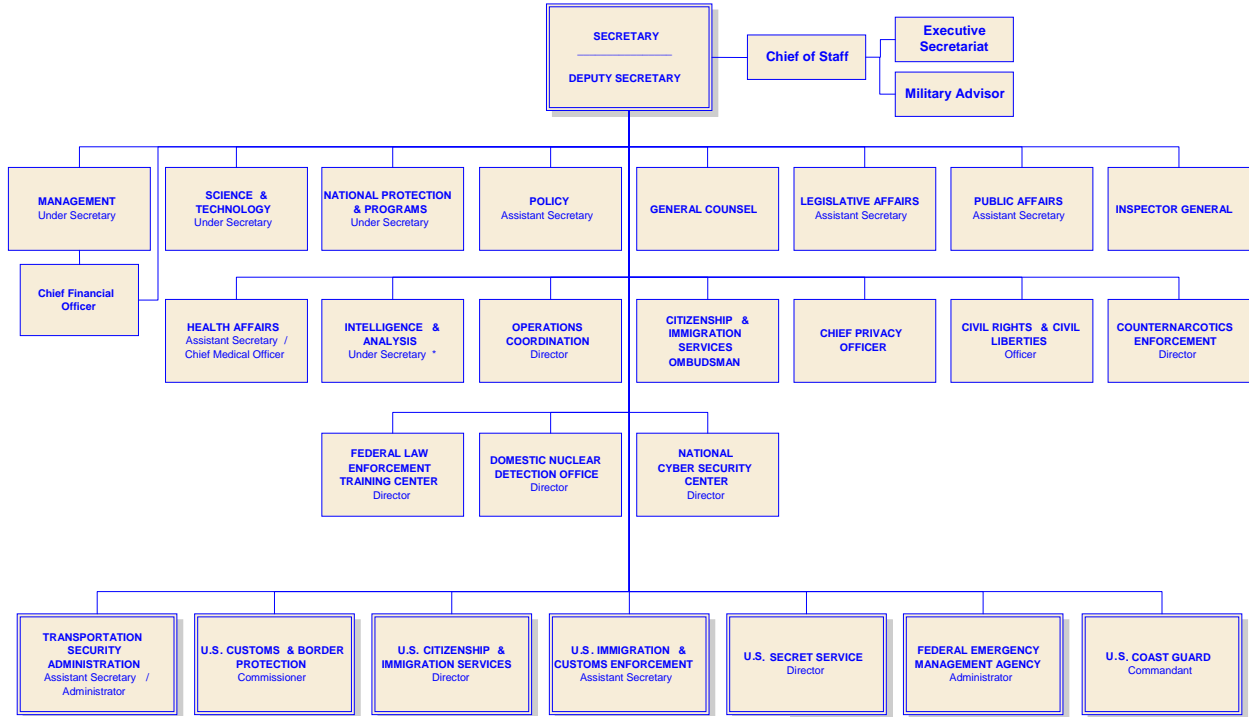 SECRETARY
DEPUTY SECRETARY
Chief of Staff
Executive
Secretariat
Military Advisor
MANAGEMENT
Under Secretary
SCIENCE & 
TECHNOLOGY
Under Secretary
NATIONAL PROTECTION
& PROGRAMS
Under Secretary
POLICY
Assistant Secretary
GENERAL COUNSEL
LEGISLATIVE AFFAIRS
Assistant Secretary
PUBLIC AFFAIRS
Assistant Secretary
INSPECTOR GENERAL
Chief Financial
Officer
HEALTH AFFAIRS
Assistant Secretary /
Chief Medical Officer
INTELLIGENCE &
ANALYSIS
Under Secretary *
OPERATIONS
COORDINATION
Director
CITIZENSHIP &
IMMIGRATION
SERVICES
OMBUDSMAN
CHIEF PRIVACY
OFFICER
CIVIL RIGHTS & CIVIL
LIBERTIES
Officer
COUNTERNARCOTICS
ENFORCEMENT
Director
FEDERAL LAW
ENFORCEMENT
TRAINING CENTER
Director
DOMESTIC NUCLEAR
DETECTION OFFICE
Director
NATIONAL
CYBER SECURITY
CENTER
Director
TRANSPORTATION
SECURITY
ADMINISTRATION
Assistant Secretary /
Administrator
U.S. CUSTOMS & BORDER
PROTECTION
Commissioner
U.S. CITIZENSHIP &
IMMIGRATION SERVICES
Director
U.S. IMMIGRATION &
CUSTOMS ENFORCEMENT
Assistant Secretary
U.S. SECRET SERVICE
Director
FEDERAL EMERGENCY
MANAGEMENT AGENCY
Administrator
U.S. COAST GUARD
Commandant